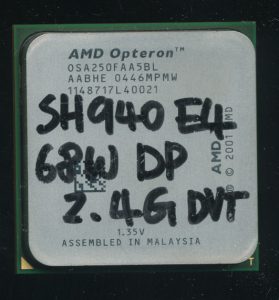 AMD Opteron™
OSA250FAA5BL
AABHE 0446MPMW
1148717L40021
SH940 E4
68W DP
2.4G DVT
1.35V
ASSEMBLED IN MALAYSIA
AMD
© 2001 AMD
T